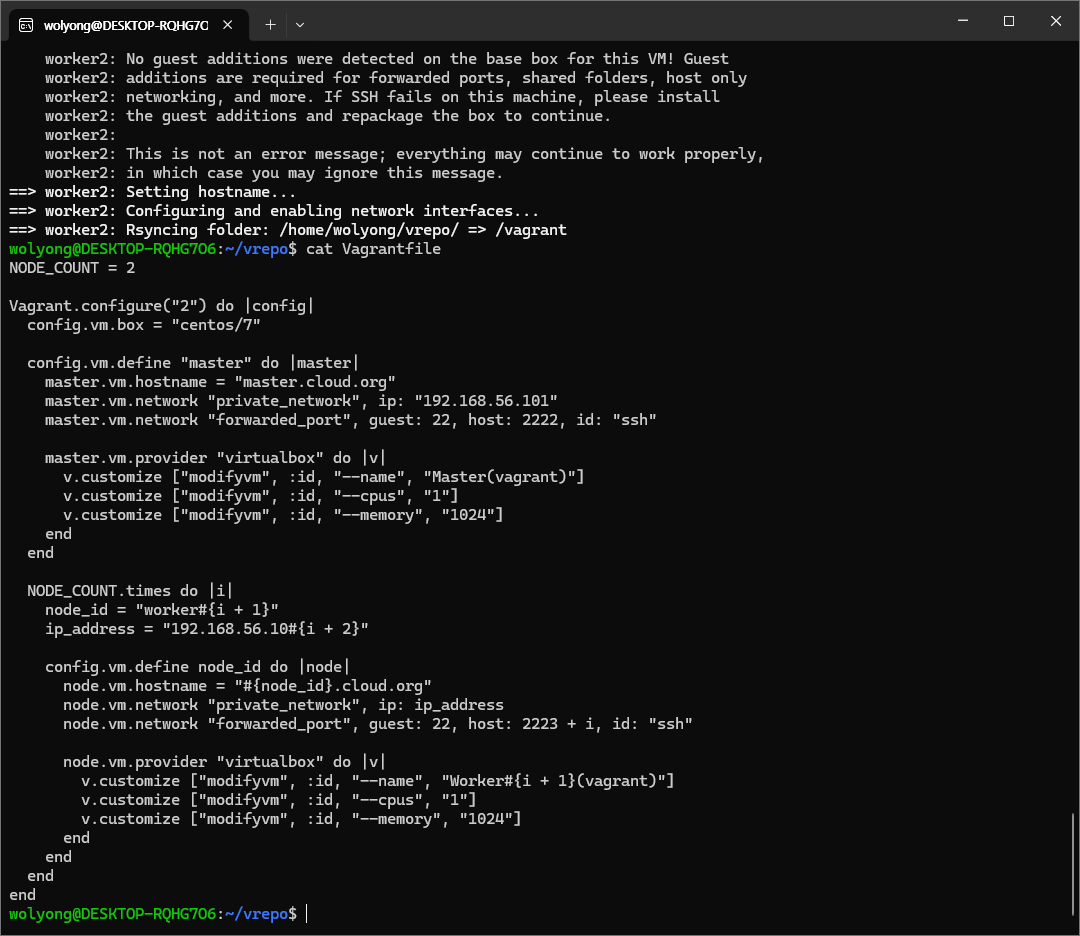 wolyong@DESKTOP-RQHG7O
worker2: No guest additions were detected on the base box for this VM! Guest
worker2: additions are required for forwarded ports, shared folders, host only
worker2: networking, and more. If SSH fails on this machine, please install
worker2: the guest additions and repackage the box to continue.
worker2:
worker2: This is not an error message; everything may continue to work properly,
worker2: in which case you may ignore this message.
==> worker2: Setting hostname...
==> worker2: Configuring and enabling network interfaces...
==> worker2: Rsyncing folder: /home/wolyong/vrepo/ => /vagrant
wolyong@DESKTOP-RQHG7O6:~/vrepo$ cat Vagrantfile
NODE_COUNT = 2

Vagrant.configure("2") do |config|
  config.vm.box = "centos/7"

  config.vm.define "master" do |master|
    master.vm.hostname = "master.cloud.org"
    master.vm.network "private_network", ip: "192.168.56.101"
    master.vm.network "forwarded_port", guest: 22, host: 2222, id: "ssh"

    master.vm.provider "virtualbox" do |v|
      v.customize ["modifyvm", :id, "--name", "Master(vagrant)"]
      v.customize ["modifyvm", :id, "--cpus", "1"]
      v.customize ["modifyvm", :id, "--memory", "1024"]
    end
  end

  NODE_COUNT.times do |i|
    node_id = "worker#{i + 1}"
    ip_address = "192.168.56.10#{i + 2}"

    config.vm.define node_id do |node|
      node.vm.hostname = "#{node_id}.cloud.org"
      node.vm.network "private_network", ip: ip_address
      node.vm.network "forwarded_port", guest: 22, host: 2223 + i, id: "ssh"

      node.vm.provider "virtualbox" do |v|
        v.customize ["modifyvm", :id, "--name", "Worker#{i + 1}(vagrant)"]
        v.customize ["modifyvm", :id, "--cpus", "1"]
        v.customize ["modifyvm", :id, "--memory", "1024"]
      end
    end
  end
end
wolyong@DESKTOP-RQHG7O6:~/vrepo$